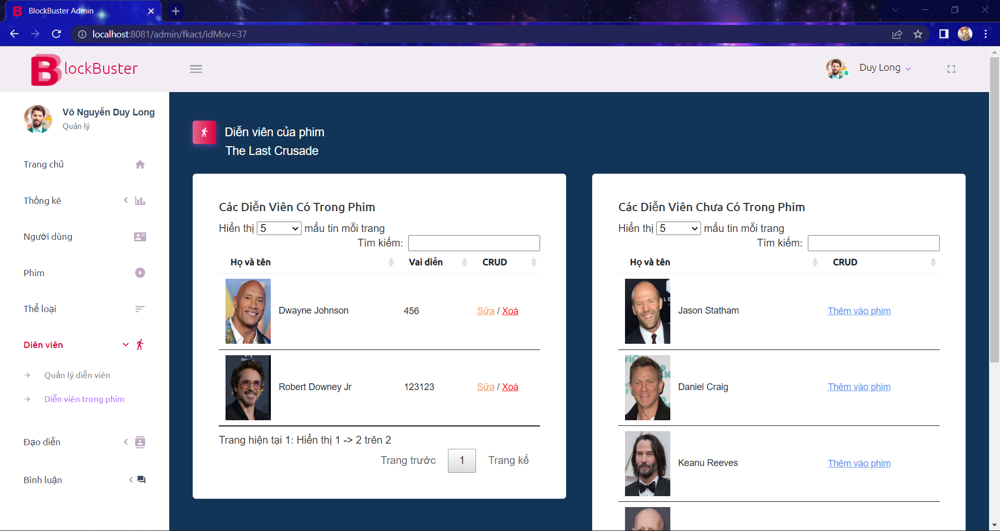 BlockBuster Admin
localhost:8081/admin/fkact/idMov=37
BlockBuster
Duy Long
Võ Nguyễn Duy Long
Quản lý
Trang chủ
Thống kê
Người dùng
Phim
Thể loại
Diên viên
Quản lý diễn viên
Diễn viên trong phim
Đạo diễn
Bình luận
Diễn viên của phim
The Last Crusade
Các Diễn Viên Có Trong Phim
Hiển thị 5 mẩu tin mỗi trang
Tìm kiếm:
Họ và tên Vai diễn CRUD
Dwayne Johnson 456 Sửa / Xoá
Robert Downey Jr 123123 Sửa / Xoá
Trang hiện tại 1: Hiển thị 1 -> 2 trên 2
Trang trước 1 Trang kế
Các Diễn Viên Chưa Có Trong Phim
Hiển thị 5 mẩu tin mỗi trang
Tìm kiếm:
Họ và tên CRUD
Jason Statham Thêm vào phim
Daniel Craig Thêm vào phim
Keanu Reeves Thêm vào phim